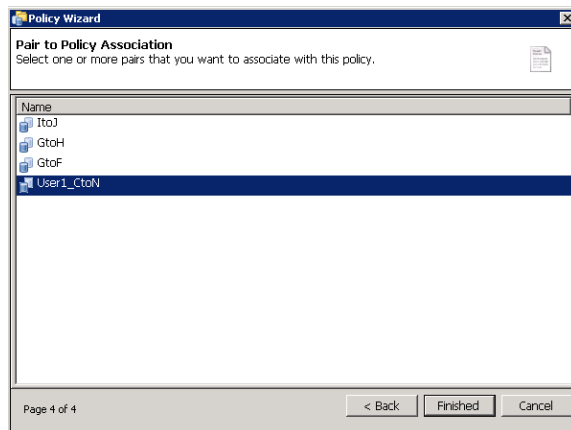 Policy Wizard
Pair to Policy Association
Select one or more pairs that you want to associate with this policy.
Name
ItoJ
GtoH
GtoF
User1_CtoN
Page 4 of 4
< Back
Finished
Cancel